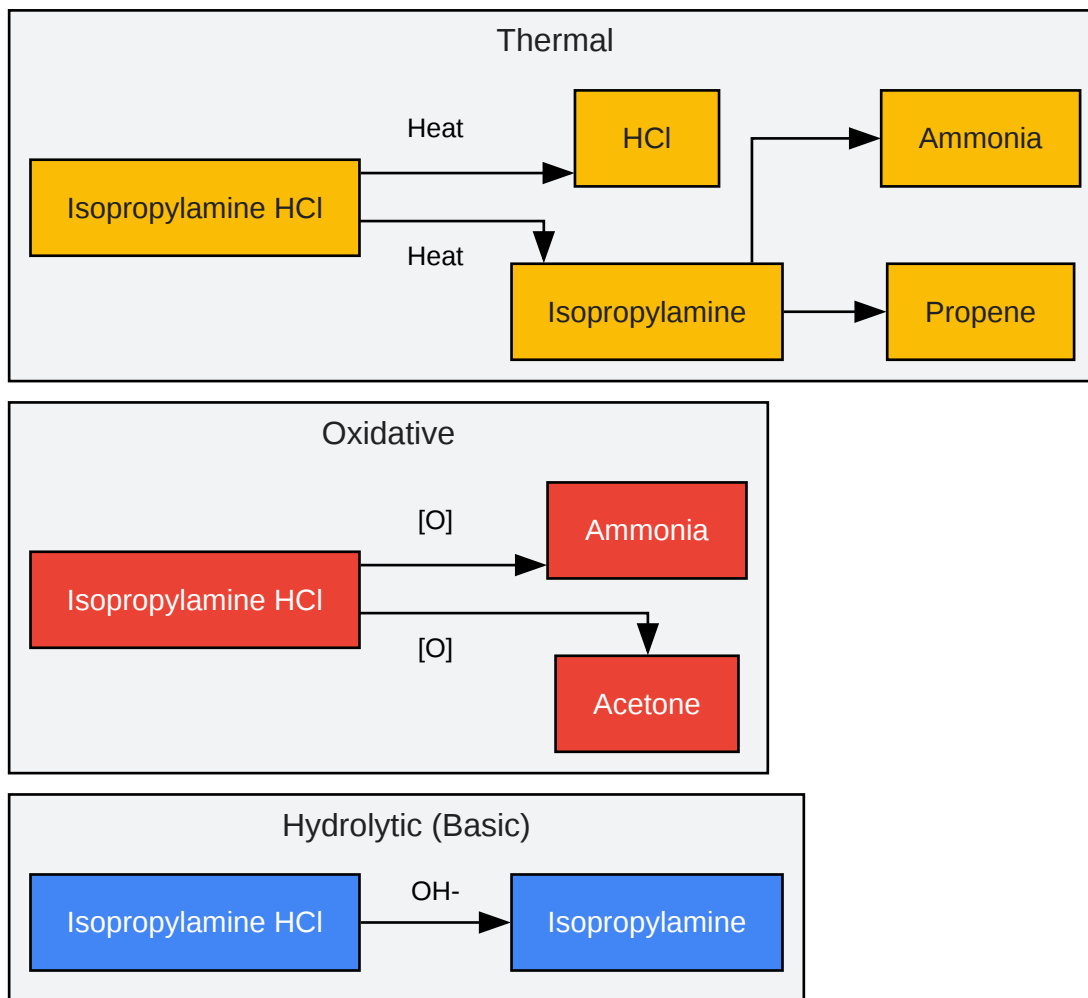 Thermal
Heat
HCl
Ammonia
Isopropylamine HCl
Heat
Isopropylamine
Propene
Oxidative
[O]
Ammonia
Isopropylamine HCl
[O]
Acetone
Hydrolytic (Basic)
OH-
Isopropylamine HCl
Isopropylamine